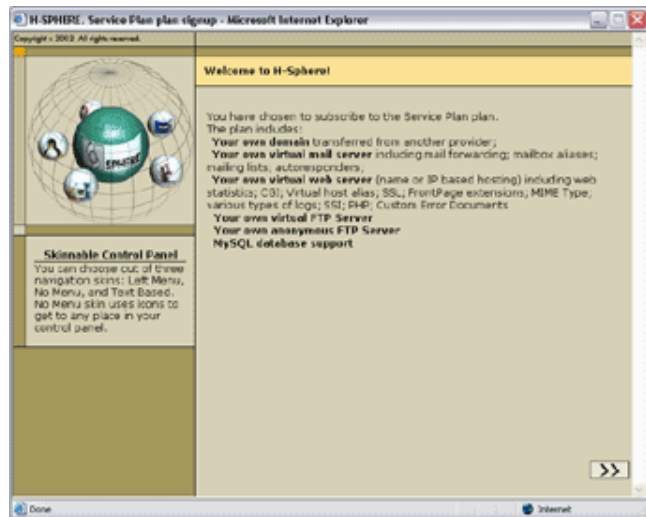 H-SPHERE. Service Plan plan signup - Microsoft Internet Explorer
Copyright © 2002 All rights reserved.
Welcome to H-Sphere!
SPHERE
You have chosen to subscribe to the Service Plan plan.
The plan includes:
Your own domain transferred from another provider;
Your own virtual mail server including mail forwarding; mailbox aliases;
mailing lists; autoresponders;
Your own virtual web server (name or IP based hosting) including web
statistics; CGI; Virtual host alias; SSL; FrontPage extensions; MIME Type;
various types of logs; SSI; PHP; Custom Error Documents
Your own virtual FTP Server
Your own anonymous FTP Server
MySQL database support
Skinnable Control Panel
You can choose out of three
navigation skins: Left Menu,
No Menu, and Text Based.
No Menu skin uses icons to
get to any place in your
control panel.
>>
Done
Internet